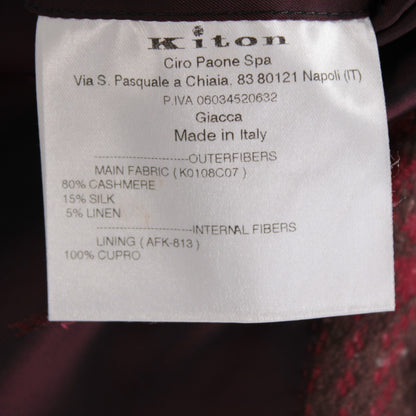 Kiton
Ciro Paone Spa
Via S. Pasquale a Chiaia, 83 80121 Napoli (IT)
P.IVA 06034520632
Giacca
Made in Italy
-----------------------OUTERFIBERS
MAIN FABRIC ( K0108C07 )
80% CASHMERE
15% SILK
5% LINEN
------------------------INTERNAL FIBERS
LINING ( AFK-813 )
100% CUPRO